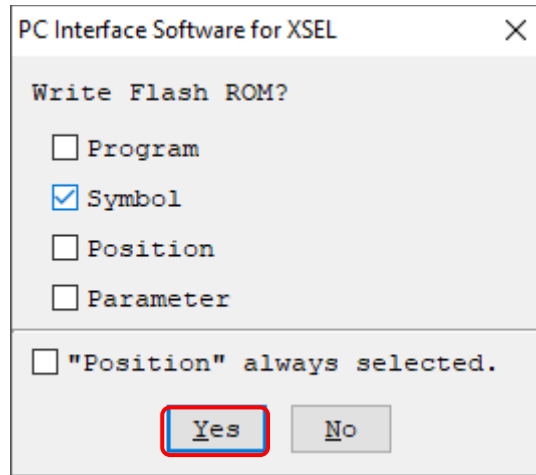 PC Interface Software for XSEL
Write Flash ROM?
Program
Symbol
Position
Parameter
"Position" always selected.
Yes
No